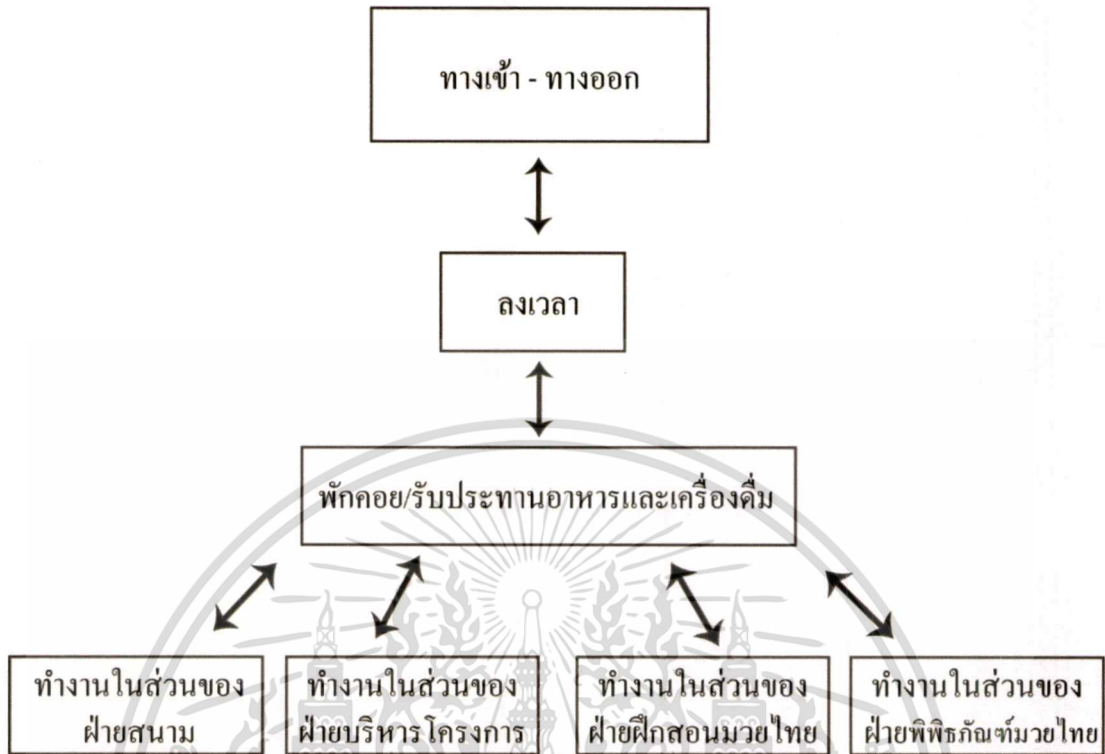 ทางเข้า - ทางออก
ลงเวลา
พักคอย/รับประทานอาหารและเครื่องดื่ม
ทำงานในส่วนของ
ฝ่ายสนาม
ทำงานในส่วนของ
ฝ่ายบริหารโครงการ
ทำงานในส่วนของ
ฝ่ายฝึกสอนมวยไทย
ทำงานในส่วนของ
ฝ่ายพิพิธภัณฑ์มวยไทย